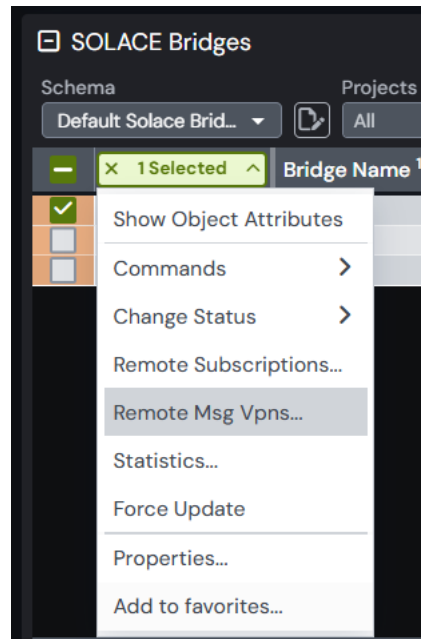 SOLACE Bridges
Schema Projects
Default Solace Brid... All
1 Selected Bridge Name 1
Show Object Attributes
Commands
Change Status
Remote Subscriptions...
Remote Msg Vpns...
Statistics...
Force Update
Properties...
Add to favorites...